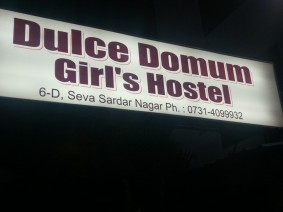 Dulce Domum
Girl's Hostel
6-D, Seva Sardar Nagar Ph. : 0731-4099932